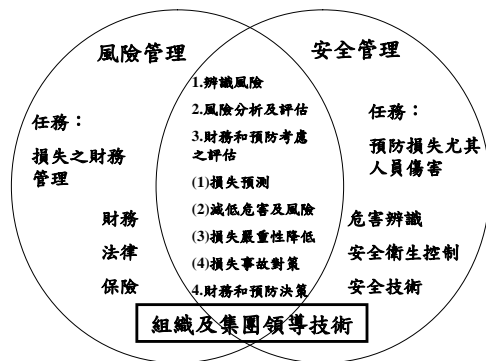 風險管理
安全管理
1.辨識風險
2.風險分析及評估
3.財務和預防考慮
之評估
(1)損失預測
(2)減低危害及風險
(3)損失嚴重性降低
(4)損失事故對策
4.財務和預防決策
任務：
損失之財務
管理
財務
法律
保險
任務：
預防損失尤其
人員傷害
危害辨識
安全衛生控制
安全技術
組織及集團領導技術